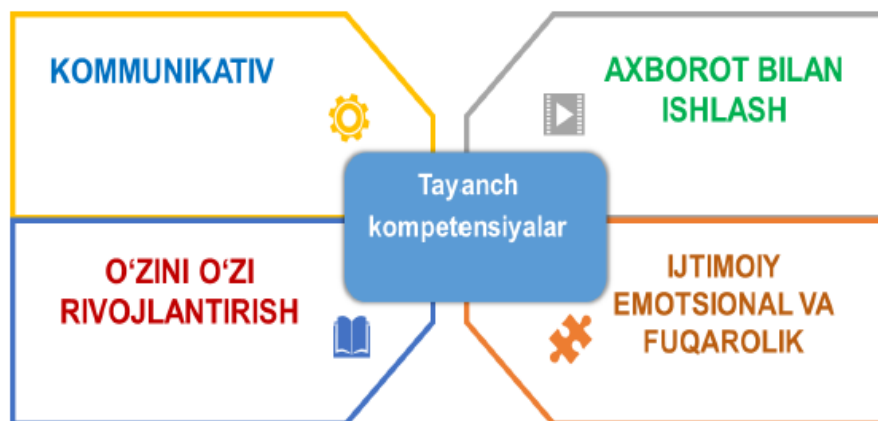 KOMMUNIKATIV
AXBOROT BILAN
ISHLASH
Tayanch
kompetensiyalar
O‘ZINI O‘ZI
RIVOJLANTIRISH
IJTIMOIY
EMOTSIONAL VA
FUQAROLIK